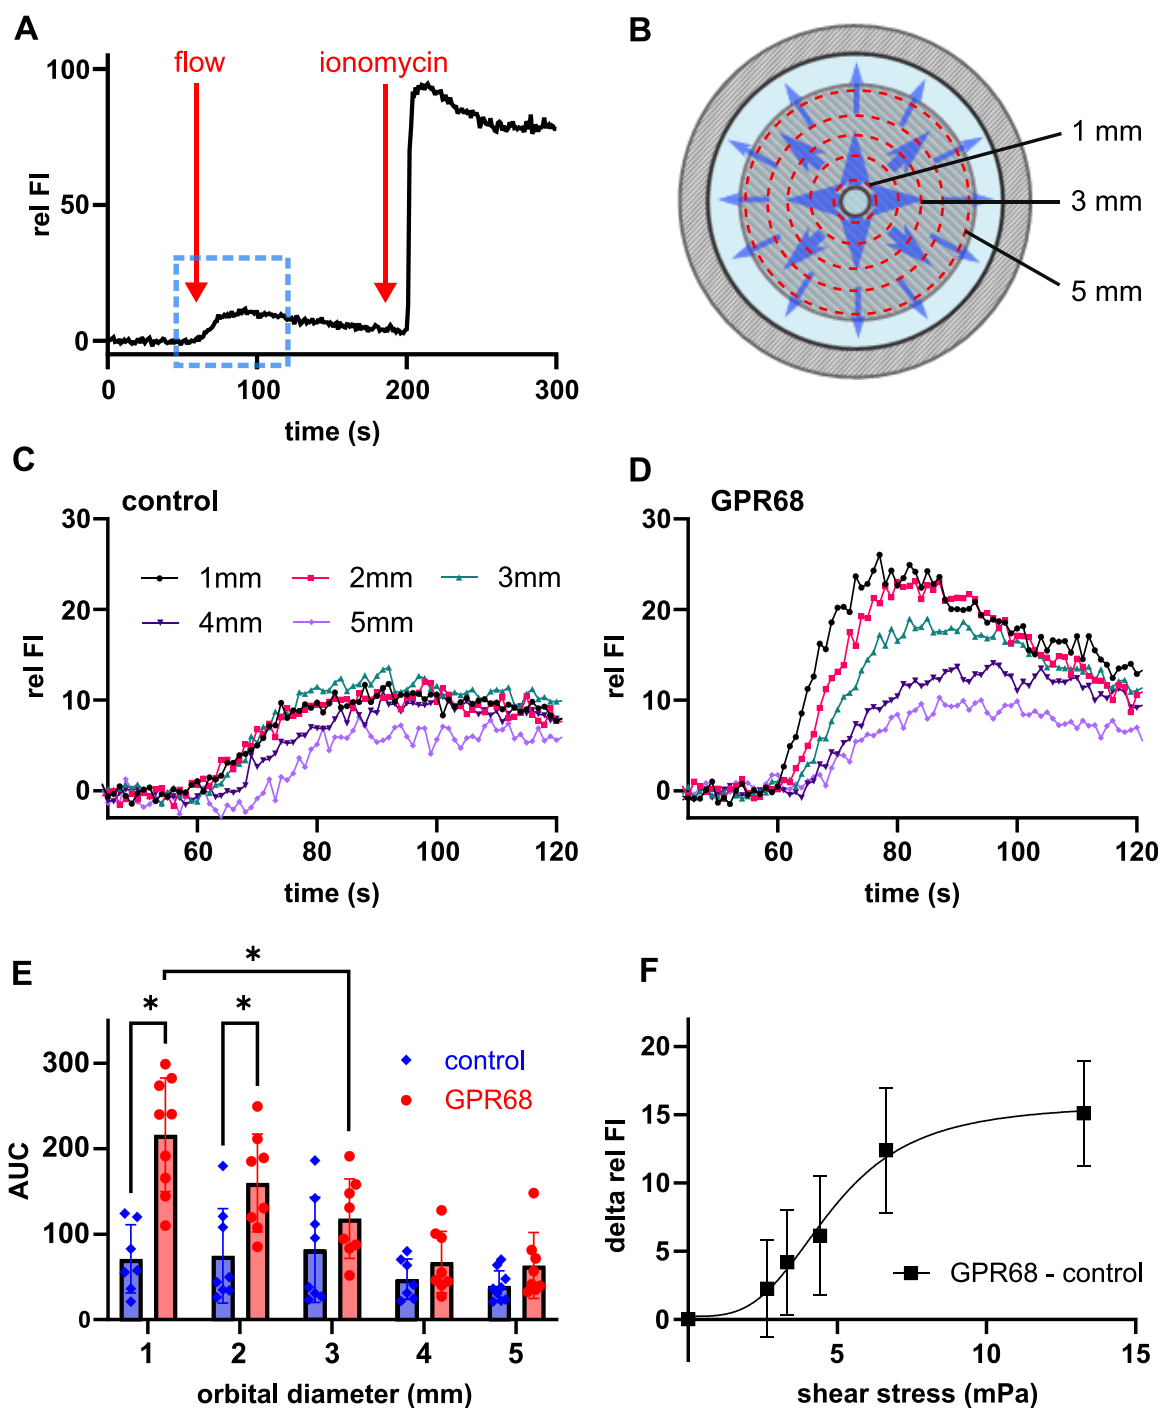 A
flow
ionomycin
100
50
0
rel FI
0
100
200
300
time (s)
B
1 mm
3 mm
5 mm
C
control
30
20
10
0
rel FI
1mm
2mm
3mm
4mm
5mm
60
80
100
120
time (s)
D
GPR68
30
20
10
0
rel FI
60
80
100
120
time (s)
E
*
*
*
300
200
100
0
AUC
control
GPR68
1
2
3
4
5
orbital diameter (mm)
F
20
15
10
5
0
delta rel FI
GPR68 - control
5
10
15
shear stress (mPa)